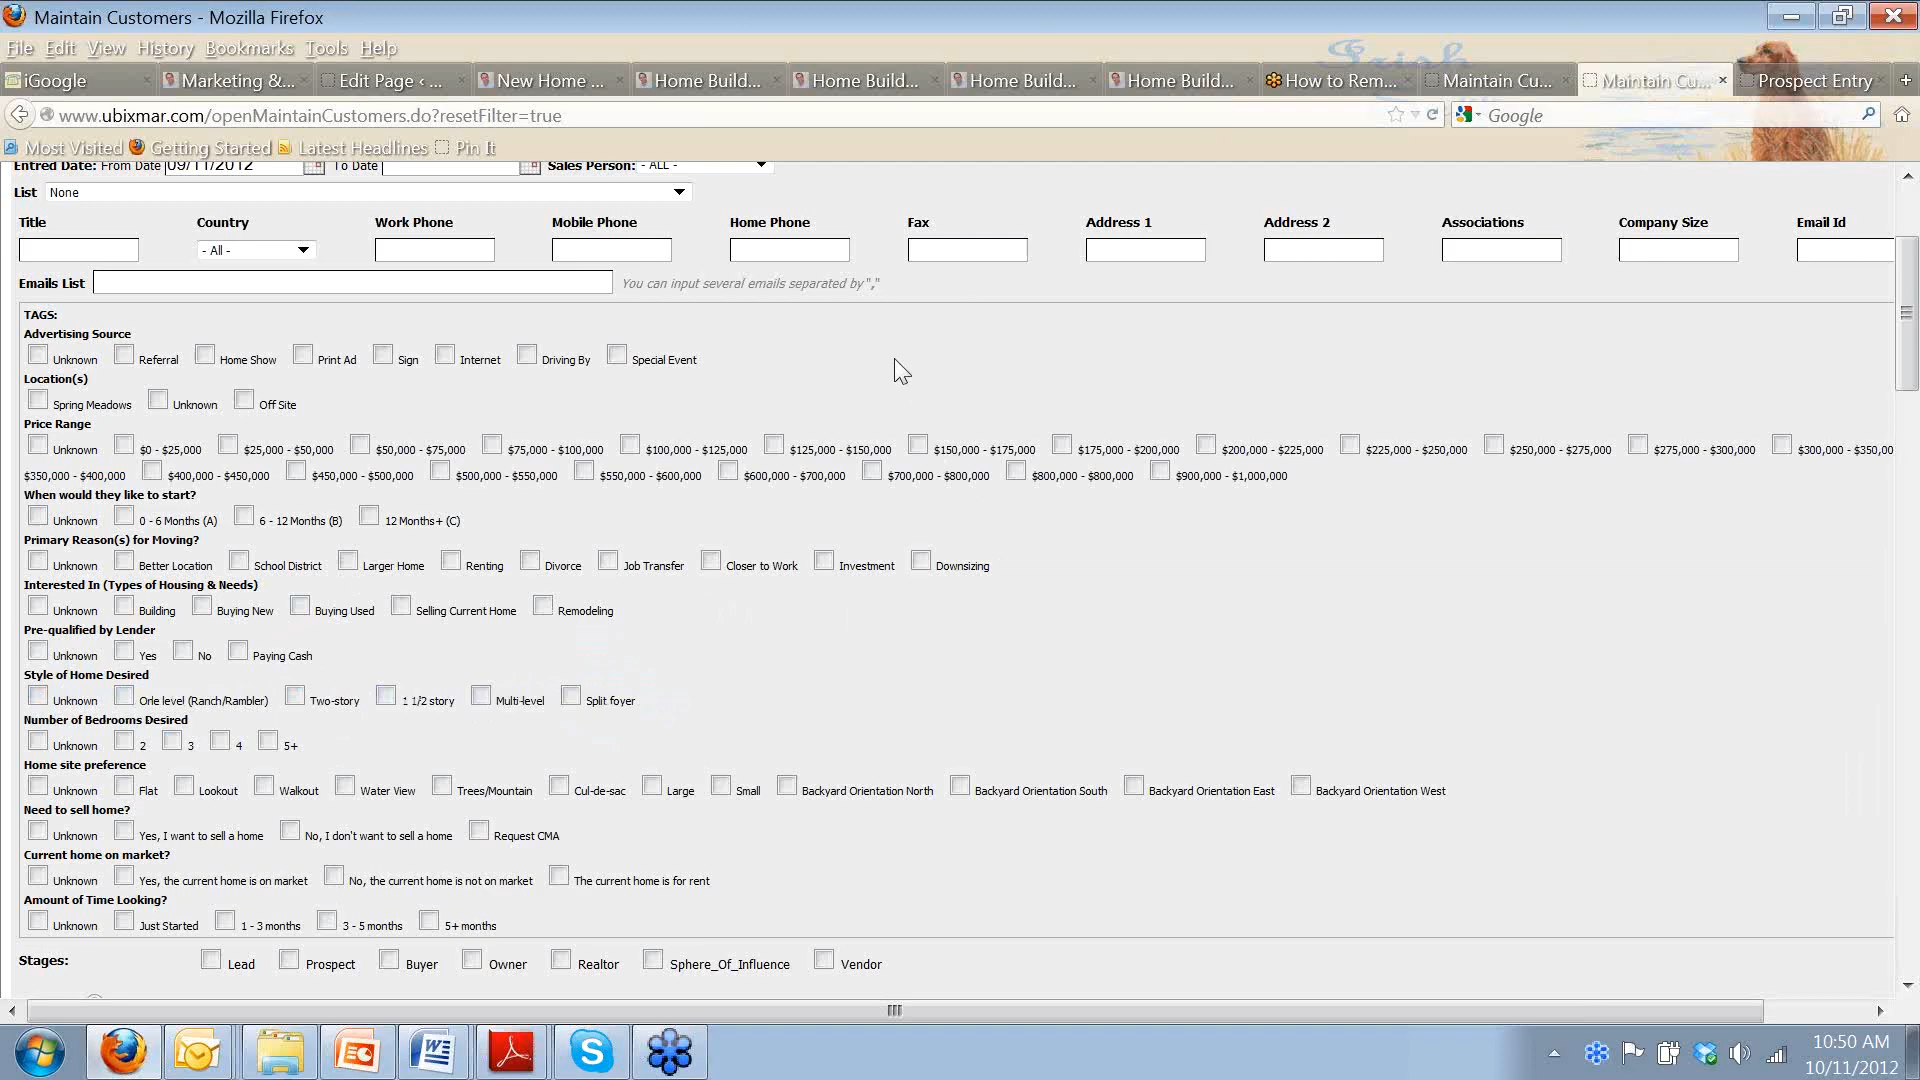 Maintain Customers - Mozilla Firefox
File Edit View History Bookmarks Tools Help
iGoogle Marketing &... Edit Page ‹ ... New Home ... Home Build... Home Build... Home Build... Home Build... How to Rem... Maintain Cu... Maintain Cu... Prospect Entry
www.ubixmar.com/openMaintainCustomers.do?resetFilter=true Google
Most Visited Getting Started Latest Headlines Pin It
Entred Date: From Date 09/11/2012 To Date Sales Person: - ALL -
List None
Title Country Work Phone Mobile Phone Home Phone Fax Address 1 Address 2 Associations Company Size Email Id
- All -
Emails List You can input several emails separated by ","
TAGS:
Advertising Source
Unknown Referral Home Show Print Ad Sign Internet Driving By Special Event
Location(s)
Spring Meadows Unknown Off Site
Price Range
Unknown $0 - $25,000 $25,000 - $50,000 $50,000 - $75,000 $75,000 - $100,000 $100,000 - $125,000 $125,000 - $150,000 $150,000 - $175,000 $175,000 - $200,000 $200,000 - $225,000 $225,000 - $250,000 $250,000 - $275,000 $275,000 - $300,000 $300,000 - $350,00
$350,000 - $400,000 $400,000 - $450,000 $450,000 - $500,000 $500,000 - $550,000 $550,000 - $600,000 $600,000 - $700,000 $700,000 - $800,000 $800,000 - $800,000 $900,000 - $1,000,000
When would they like to start?
Unknown 0 - 6 Months (A) 6 - 12 Months (B) 12 Months+ (C)
Primary Reason(s) for Moving?
Unknown Better Location School District Larger Home Renting Divorce Job Transfer Closer to Work Investment Downsizing
Interested In (Types of Housing & Needs)
Unknown Building Buying New Buying Used Selling Current Home Remodeling
Pre-qualified by Lender
Unknown Yes No Paying Cash
Style of Home Desired
Unknown One level (Ranch/Rambler) Two-story 1 1/2 story Multi-level Split foyer
Number of Bedrooms Desired
Unknown 2 3 4 5+
Home site preference
Unknown Flat Lookout Walkout Water View Trees/Mountain Cul-de-sac Large Small Backyard Orientation North Backyard Orientation South Backyard Orientation East Backyard Orientation West
Need to sell home?
Unknown Yes, I want to sell a home No, I don't want to sell a home Request CMA
Current home on market?
Unknown Yes, the current home is on market No, the current home is not on market The current home is for rent
Amount of Time Looking?
Unknown Just Started 1 - 3 months 3 - 5 months 5+ months
Stages: Lead Prospect Buyer Owner Realtor Sphere_Of_Influence Vendor
10:50 AM
10/11/2012